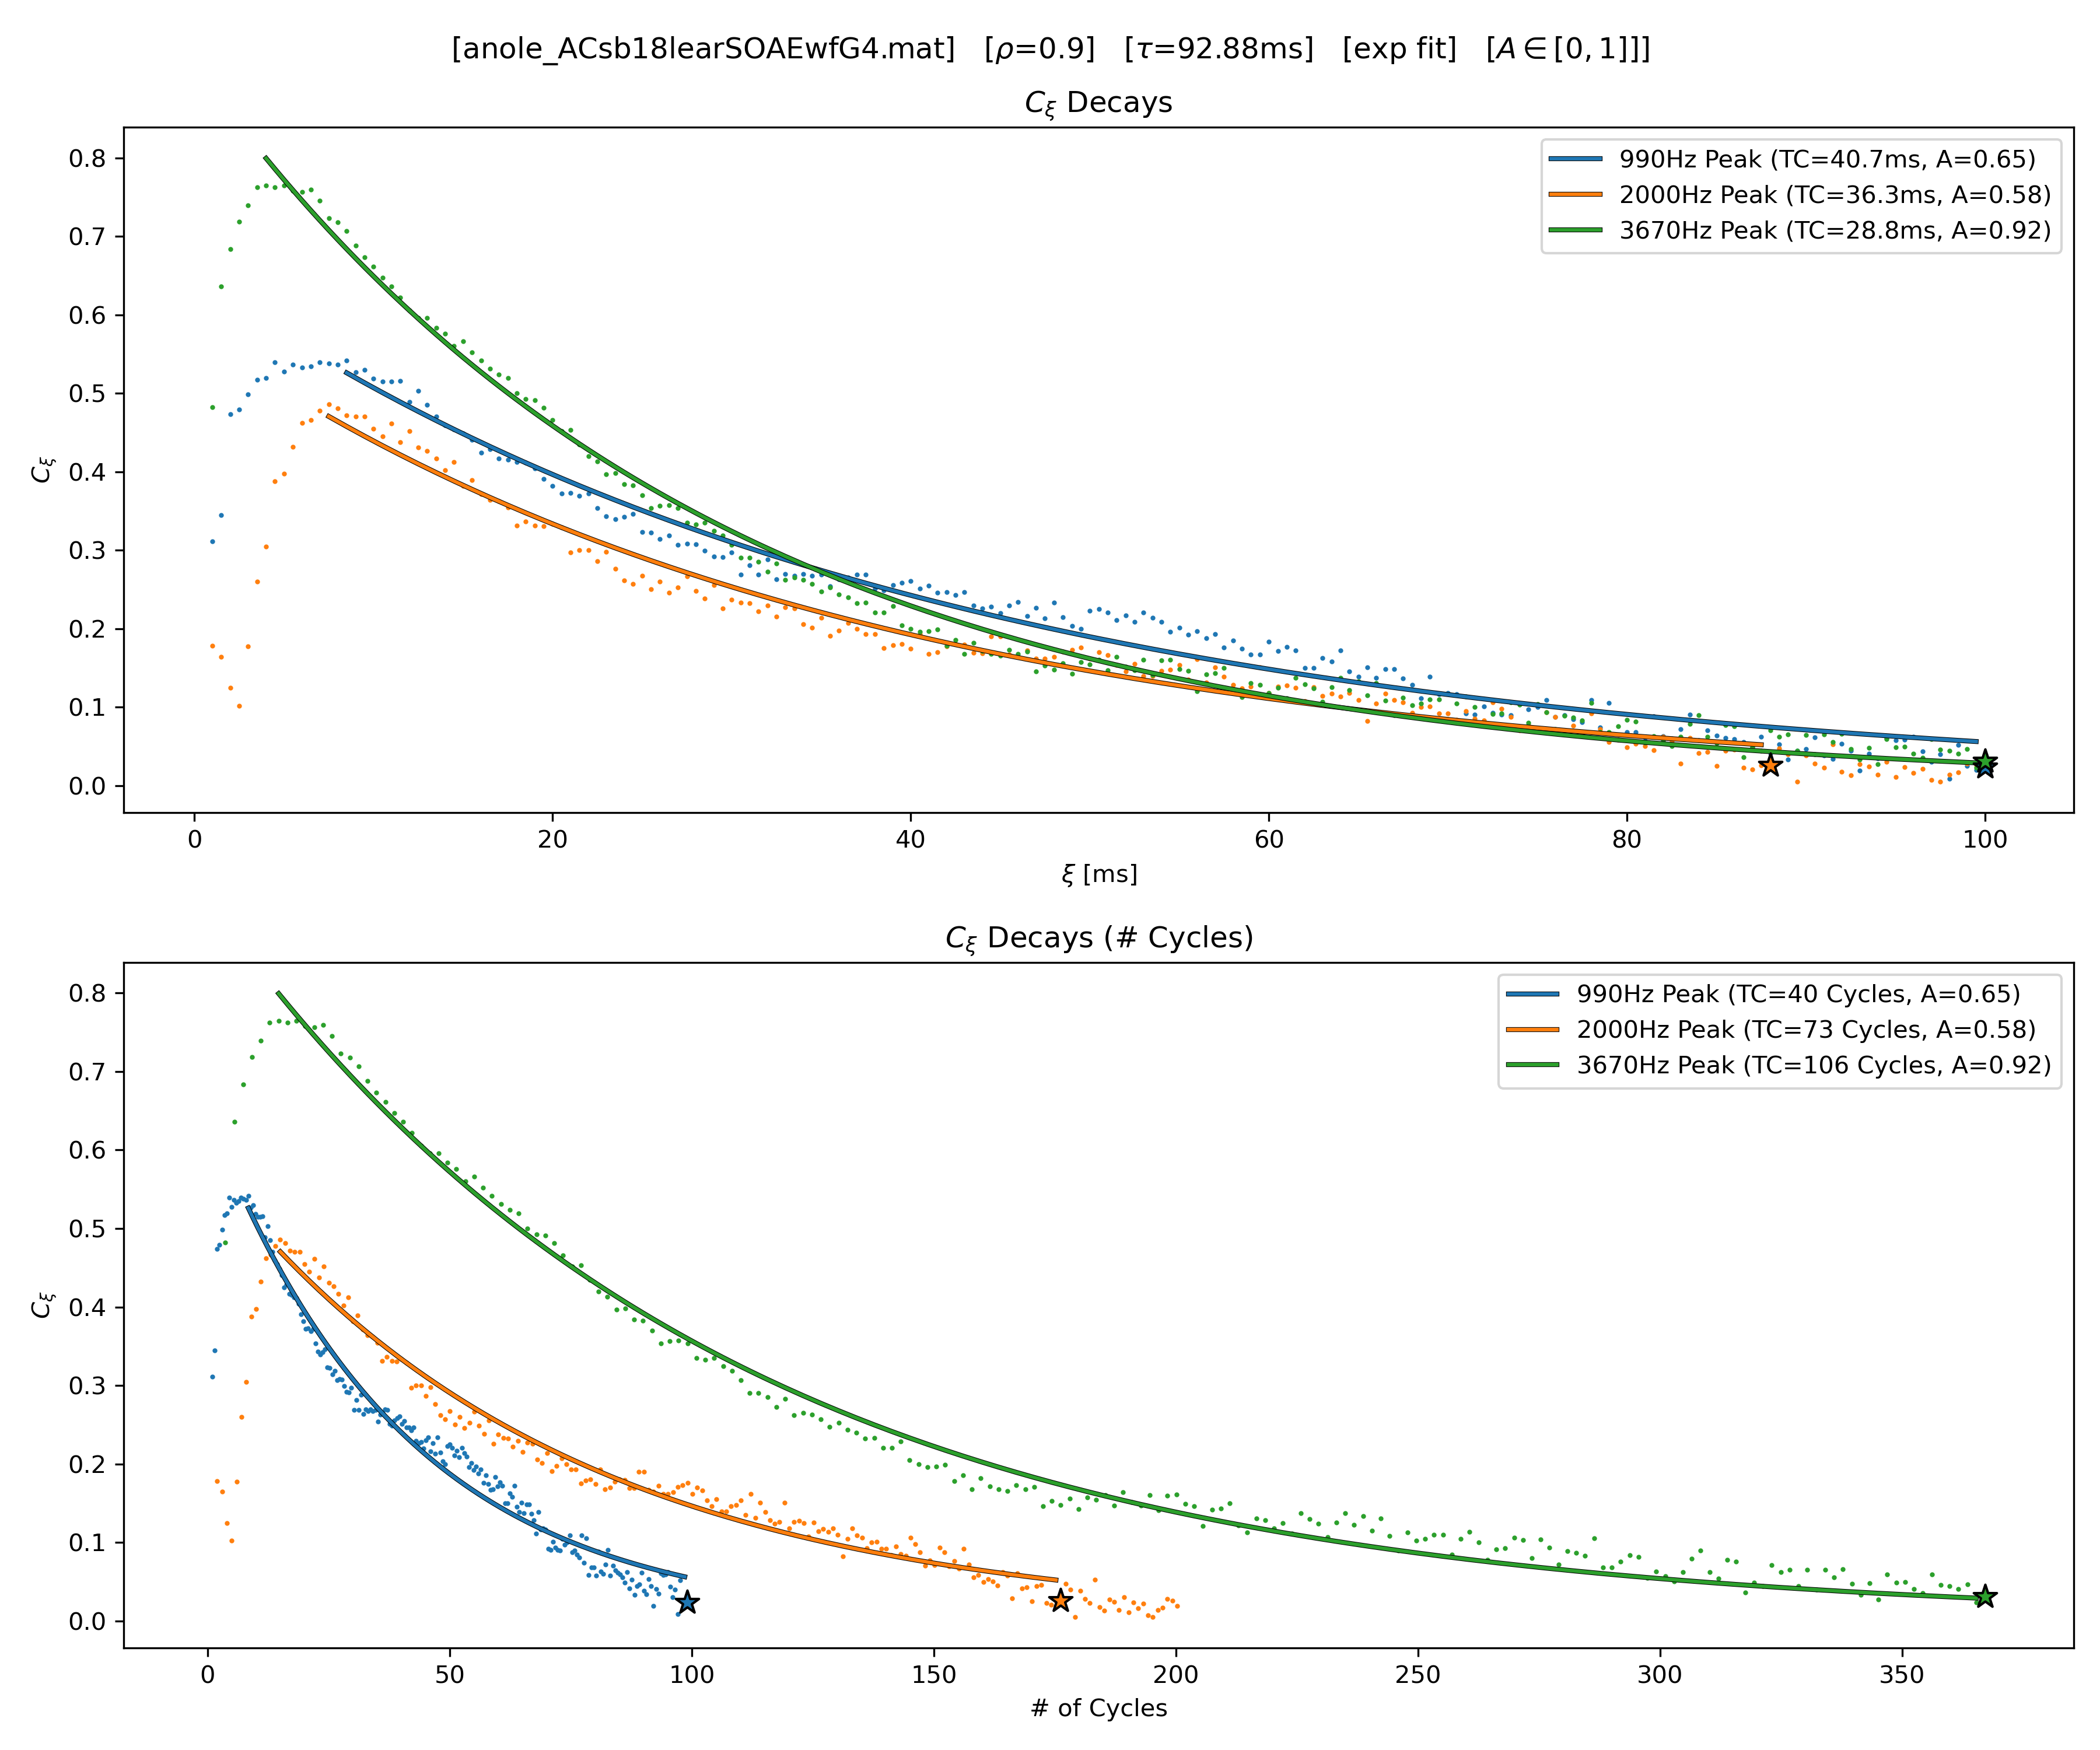 [anole_ACsb18learSOAEwfG4.mat] [ρ=0.9] [τ=92.88ms] [exp fit] [A ∈ [0, 1]]]
C_ξ Decays
990Hz Peak (TC=40.7ms, A=0.65)
2000Hz Peak (TC=36.3ms, A=0.58)
3670Hz Peak (TC=28.8ms, A=0.92)
C_ξ
0.8
0.7
0.6
0.5
0.4
0.3
0.2
0.1
0.0
0 20 40 60 80 100
ξ [ms]
C_ξ Decays (# Cycles)
990Hz Peak (TC=40 Cycles, A=0.65)
2000Hz Peak (TC=73 Cycles, A=0.58)
3670Hz Peak (TC=106 Cycles, A=0.92)
C_ξ
0.8
0.7
0.6
0.5
0.4
0.3
0.2
0.1
0.0
0 50 100 150 200 250 300 350
# of Cycles